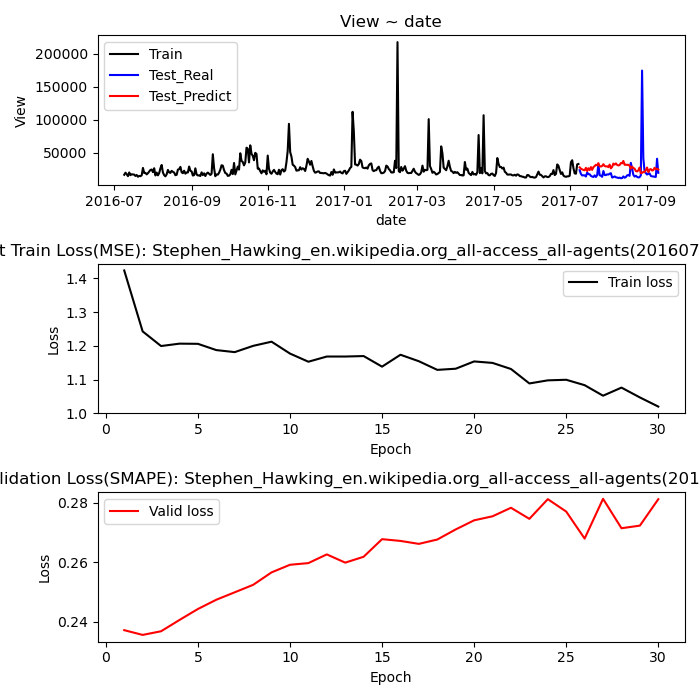 View ~ date
Train
Test_Real
Test_Predict
200000
150000
100000
50000
View
2016-07 2016-09 2016-11 2017-01 2017-03 2017-05 2017-07 2017-09
date
t Train Loss(MSE): Stephen_Hawking_en.wikipedia.org_all-access_all-agents(201607
Train loss
1.4
1.3
1.2
1.1
1.0
Loss
0 5 10 15 20 25 30
Epoch
lidation Loss(SMAPE): Stephen_Hawking_en.wikipedia.org_all-access_all-agents(201
Valid loss
0.28
0.26
0.24
Loss
0 5 10 15 20 25 30
Epoch